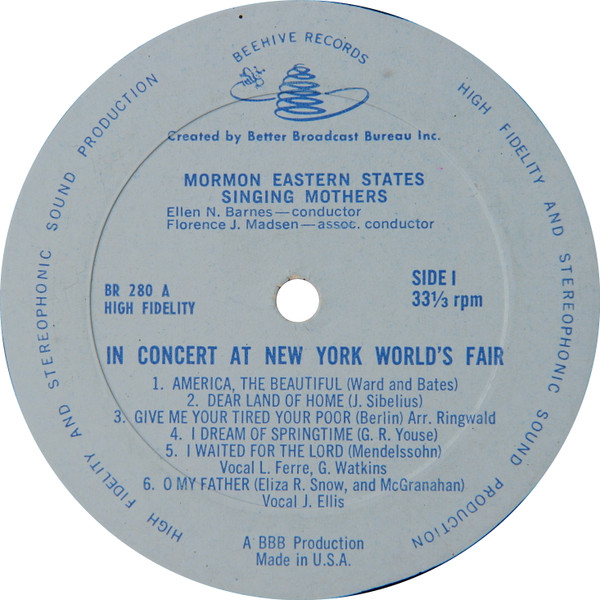 BEEHIVE RECORDS
Created by Better Broadcast Bureau Inc.
MORMON EASTERN STATES
SINGING MOTHERS
Ellen N. Barnes—conductor
Florence J. Madsen—assoc. conductor
BR 280 A
HIGH FIDELITY
SIDE I
33⅓ rpm
IN CONCERT AT NEW YORK WORLD'S FAIR
1. AMERICA, THE BEAUTIFUL (Ward and Bates)
2. DEAR LAND OF HOME (J. Sibelius)
3. GIVE ME YOUR TIRED YOUR POOR (Berlin) Arr. Ringwald
4. I DREAM OF SPRINGTIME (G. R. Youse)
5. I WAITED FOR THE LORD (Mendelssohn)
Vocal L. Ferre, G. Watkins
6. O MY FATHER (Eliza R. Snow, and McGranahan)
Vocal J. Ellis
A BBB Production
Made in U.S.A.
HIGH FIDELITY AND STEREOPHONIC SOUND PRODUCTION
HIGH FIDELITY AND STEREOPHONIC SOUND PRODUCTION